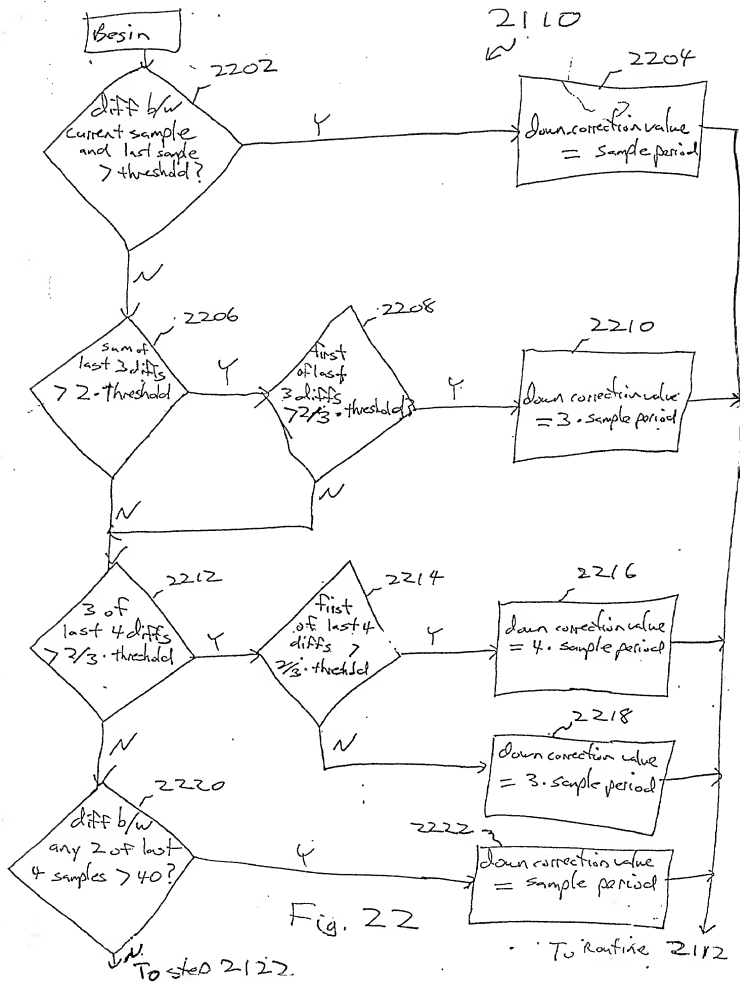 Begin
2110
2202
diff b/w
current sample
and last sample
> threshold?
Y
2204
down correction value
= sample period
N
2206
sum of
last 3 diffs
> 2 · threshold
Y
2208
first
of last
3 diffs
> 2/3 · threshold?
Y
2210
down correction value
= 3 · sample period
N
N
2212
3 of
last 4 diffs
> 2/3 · threshold
Y
2214
first
of last 4
diffs >
2/3 · threshold
Y
2216
down correction value
= 4 · sample period
N
N
2218
down correction value
= 3 · sample period
2220
diff b/w
any 2 of last
4 samples > 40?
Y
2222
down correction value
= sample period
Fig. 22
N
To step 2122
To Routine 2112